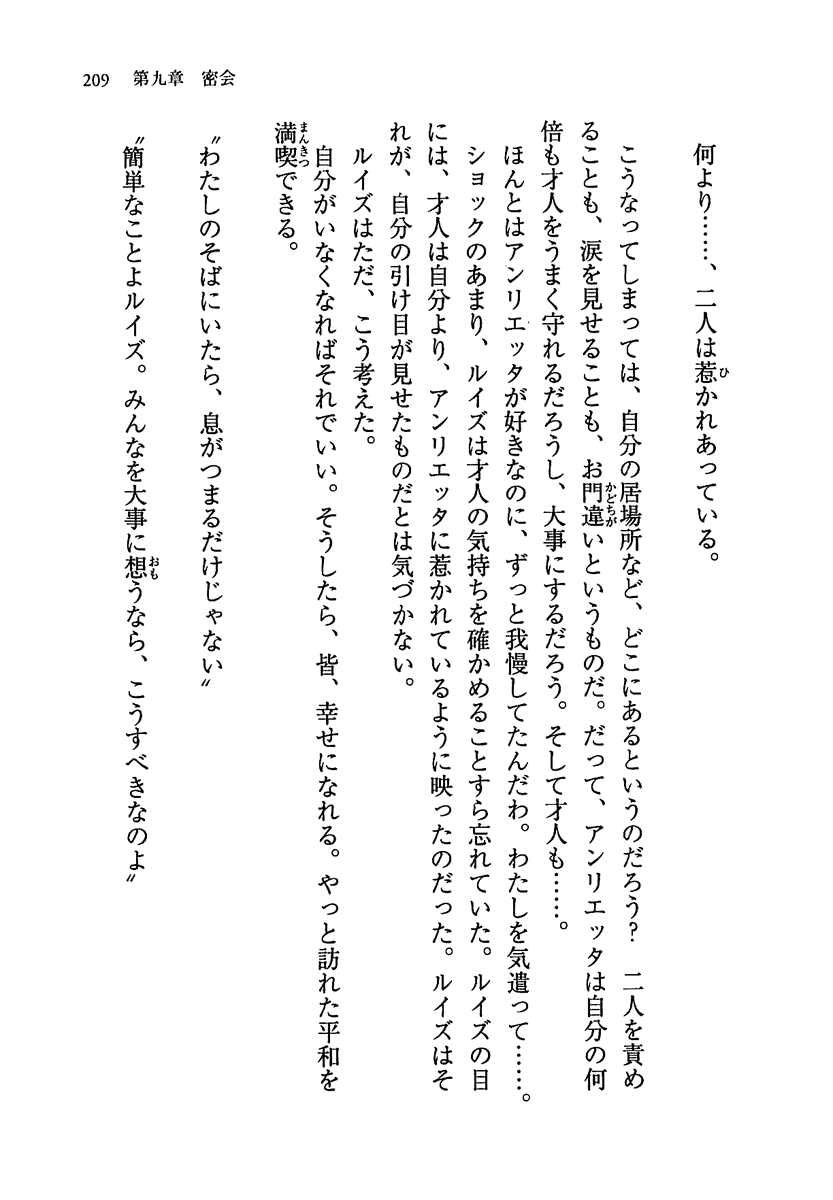 209　第九章　密会
何より……、二人は惹かれあっている。
こうなってしまっては、自分の居場所など、どこにあるというのだろう？　二人を責め
ることも、涙を見せることも、お門違いというものだ。だって、アンリエッタは自分の何
倍も才人をうまく守れるだろうし、大事にするだろう。そして才人も……。
ほんとはアンリエッタが好きなのに、ずっと我慢してたんだわ。わたしを気遣って……。
ショックのあまり、ルイズは才人の気持ちを確かめることすら忘れていた。ルイズの目
には、才人は自分より、アンリエッタに惹かれているように映ったのだった。ルイズはそ
れが、自分の引け目が見せたものだとは気づかない。
ルイズはただ、こう考えた。
自分がいなくなればそれでいい。そうしたら、皆、幸せになれる。やっと訪れた平和を
満喫できる。
〝わたしのそばにいたら、息がつまるだけじゃない〟
〝簡単なことよルイズ。みんなを大事に想うなら、こうすべきなのよ〟